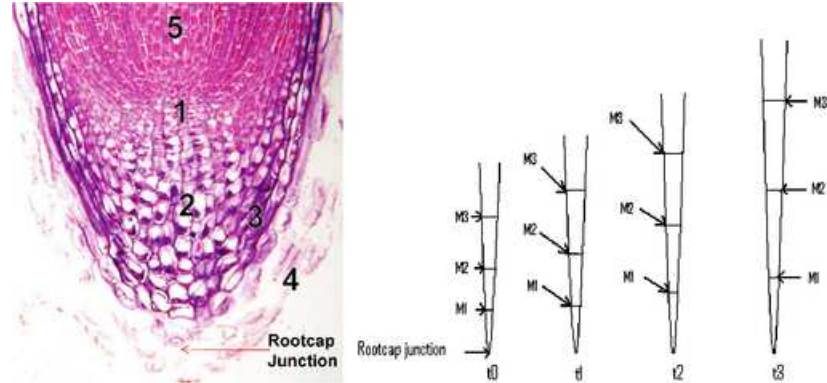 5
1
2
3
4
Rootcap
Junction
M3
M2
M1
Rootcap junction
t0
M3
M2
M1
t1
M3
M2
M1
t2
M3
M2
M1
t3